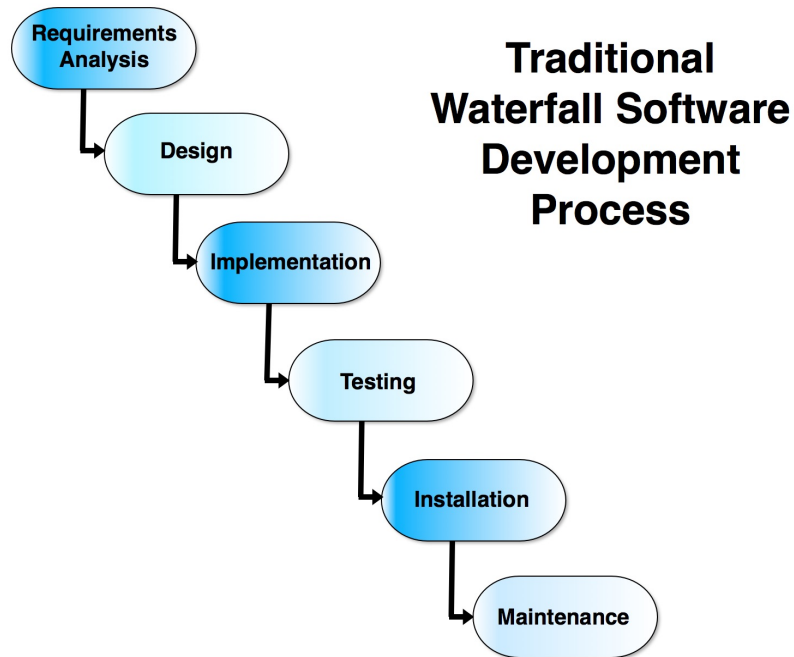 Requirements
Analysis
Traditional
Waterfall Software
Development
Process
Design
Implementation
Testing
Installation
Maintenance